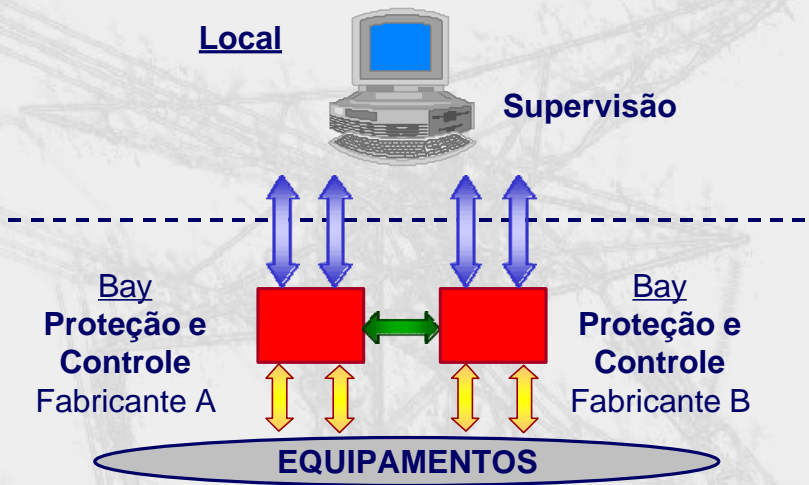 Local
Supervisão
Bay
Proteção e
Controle
Fabricante A
Bay
Proteção e
Controle
Fabricante B
EQUIPAMENTOS